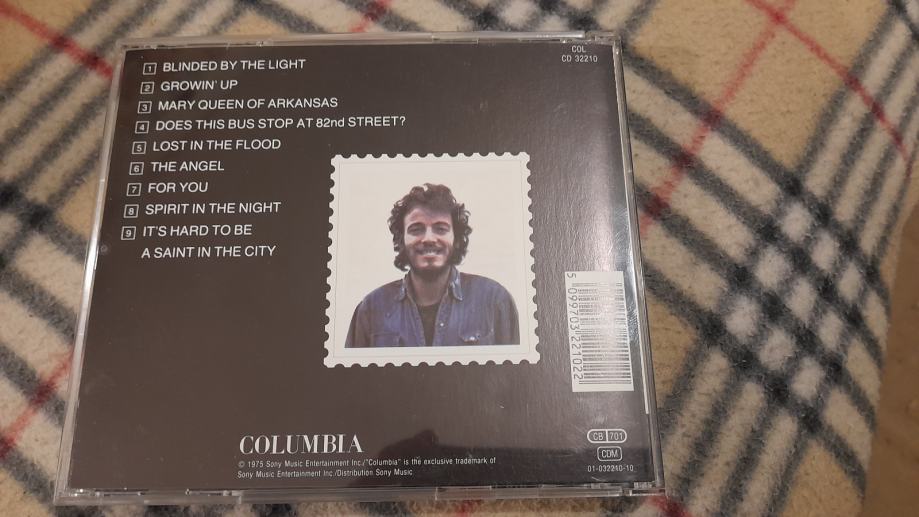 COL
CD 32210
1 BLINDED BY THE LIGHT
2 GROWIN' UP
3 MARY QUEEN OF ARKANSAS
4 DOES THIS BUS STOP AT 82nd STREET?
5 LOST IN THE FLOOD
6 THE ANGEL
7 FOR YOU
8 SPIRIT IN THE NIGHT
9 IT'S HARD TO BE
A SAINT IN THE CITY
5 099703 221022
COLUMBIA
© 1975 Sony Music Entertainment Inc./"Columbia" is the exclusive trademark of
Sony Music Entertainment Inc./Distribution Sony Music
CB 701
CDM
01-032210-10